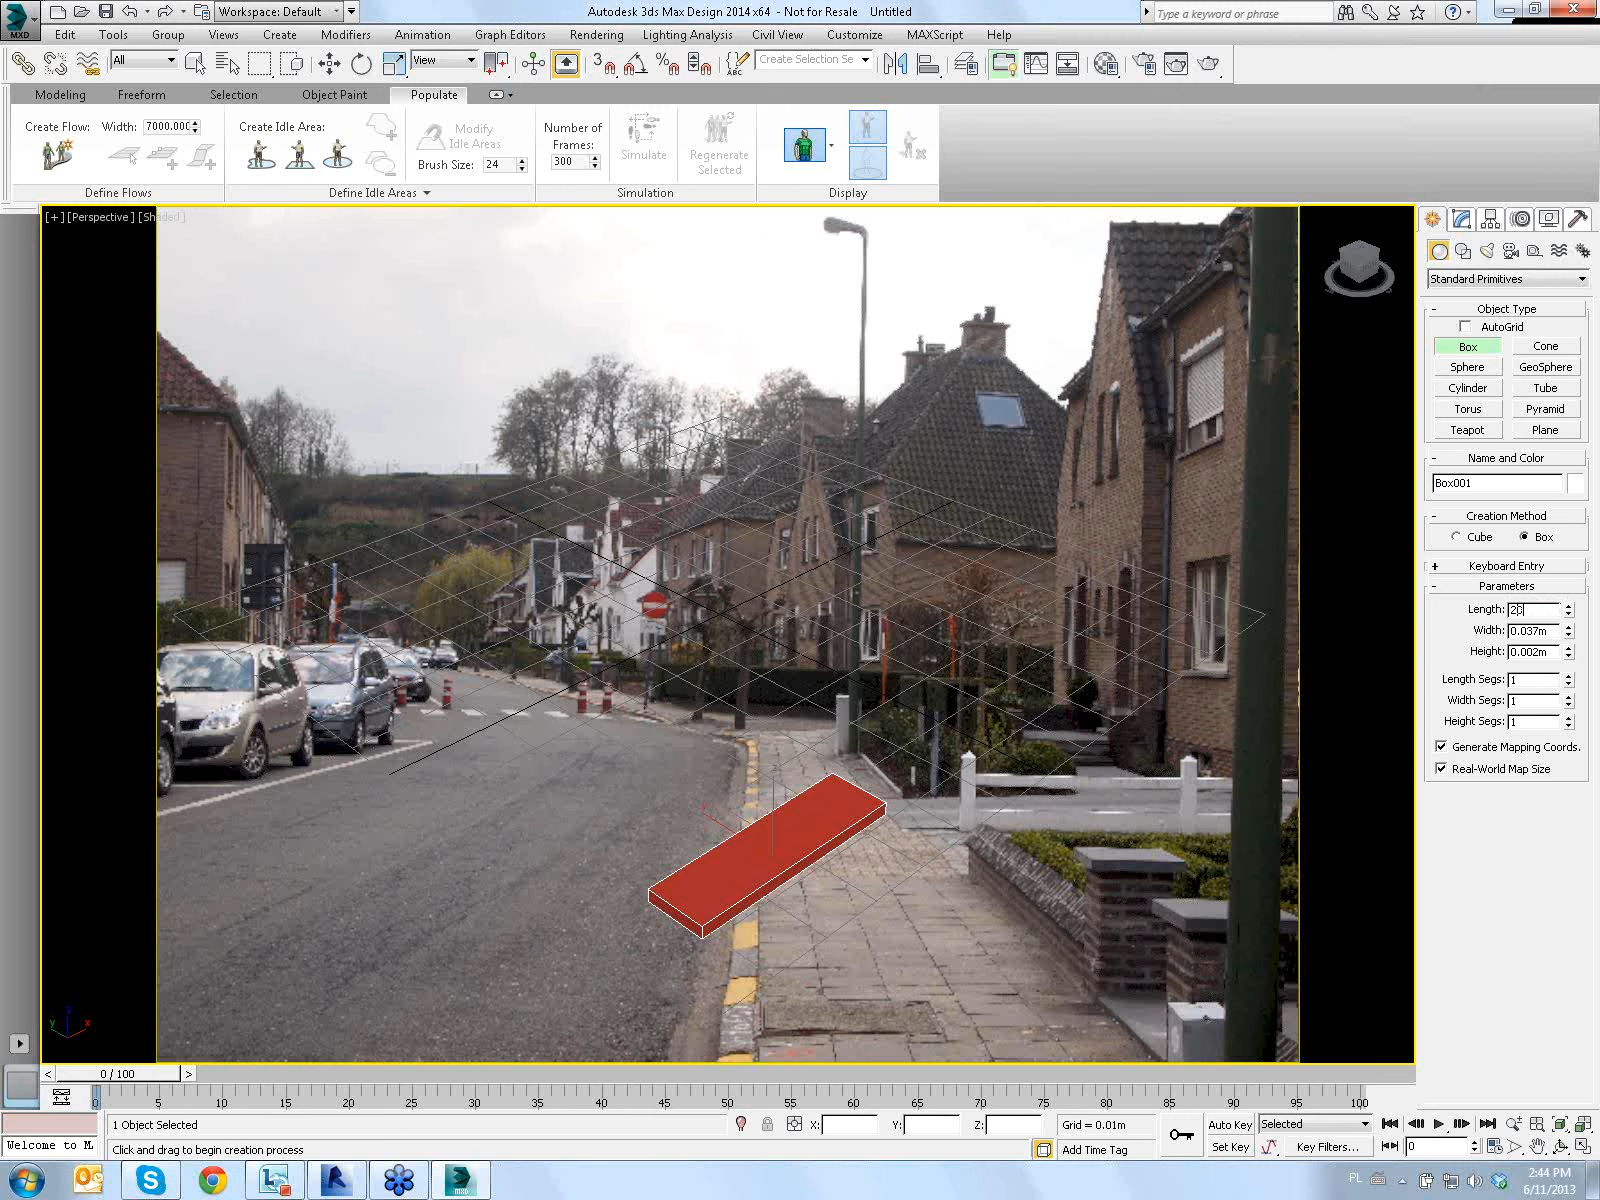 Workspace: Default
Autodesk 3ds Max Design 2014 x64 - Not for Resale Untitled
Type a keyword or phrase
MXD
Edit Tools Group Views Create Modifiers Animation Graph Editors Rendering Lighting Analysis Civil View Customize MAXScript Help
All
View
3
ABC
Create Selection Se
Modeling Freeform Selection Object Paint Populate
Create Flow: Width: 7000.000
Create Idle Area:
Modify
Idle Areas
Brush Size: 24
Number of
Frames:
300
Simulate
Regenerate
Selected
Define Flows
Define Idle Areas
Simulation
Display
[+] [Perspective] [Shaded]
Standard Primitives
- Object Type
AutoGrid
Box Cone
Sphere GeoSphere
Cylinder Tube
Torus Pyramid
Teapot Plane
- Name and Color
Box001
- Creation Method
Cube Box
+ Keyboard Entry
- Parameters
Length:
Width: 0.037m
Height: 0.002m
Length Segs: 1
Width Segs: 1
Height Segs: 1
Generate Mapping Coords.
Real-World Map Size
y z x
< 0 / 100 >
0 5 10 15 20 25 30 35 40 45 50 55 60 65 70 75 80 85 90 95 100
1 Object Selected
X: Y: Z:
Grid = 0.01m
Auto Key
Selected
Welcome to M
Click and drag to begin creation process
Add Time Tag
Set Key
Key Filters...
0
PL
2:44 PM
6/11/2013